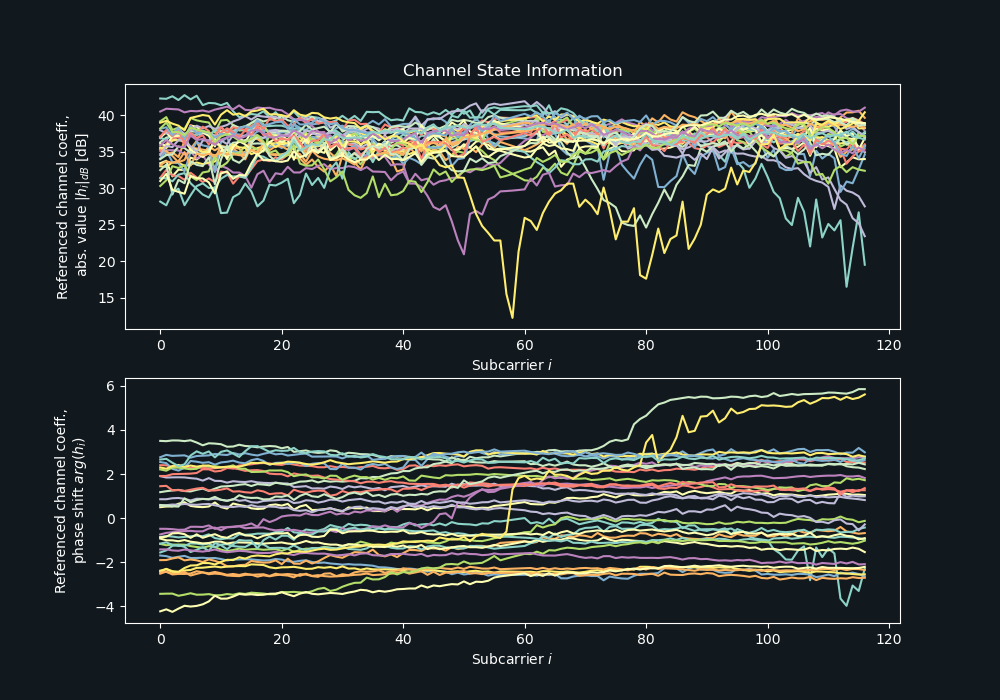 Channel State Information
Referenced channel coeff.,
abs. value |h_i|_dB [dB]
40
35
30
25
20
15
0 20 40 60 80 100 120
Subcarrier i
Referenced channel coeff.,
phase shift arg(h_i)
6
4
2
0
−2
−4
0 20 40 60 80 100 120
Subcarrier i